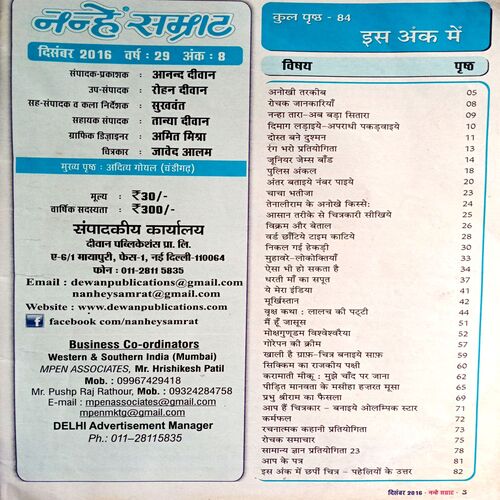 नन्हें सम्राट
दिसंबर 2016 वर्ष : 29 अंक : 8
संपादक-प्रकाशक : आनन्द दीवान
उप-संपादक : रोहन दीवान
सह-संपादक व कला निर्देशक : सुखवंत
सहायक संपादक : तान्या दीवान
ग्राफिक डिज़ाइनर : अमित मिश्रा
चित्रकार : जावेद आलम
मुख्य पृष्ठ : अदित्य गोयल (चंडीगढ़)
मूल्य : ₹30/-
वार्षिक सदस्यता : ₹300/-
संपादकीय कार्यालय
दीवान पब्लिकेशंस प्रा. लि.
ए-6/1 मायापुरी, फेस-1, नई दिल्ली-110064
फोन : 011-2811 5835
Email : dewanpublications@gmail.com
nanheysamrat@gmail.com
Website : www.dewanpublications.com
f facebook com/nanheysamrat
Business Co-ordinators
Western & Southern India (Mumbai)
MPEN ASSOCIATES, Mr. Hrishikesh Patil
Mob. : 09967429418
Mr. Pushp Raj Rathour, Mob. : 09324284758
E-mail : mpenassociates@gmail.com
mpenmktg@gmail.com
DELHI Advertisement Manager
Ph.: 011-28115835
कुल पृष्ठ - 84
इस अंक में
विषय पृष्ठ
अनोखी तरकीब 05
रोचक जानकारियाँ 08
नन्हा तारा-अब बड़ा सितारा 09
दिमाग लड़ाइये-अपराधी पकड़वाइये 10
दोस्त बने दुश्मन 11
रंग भरो प्रतियोगिता 13
जूनियर जेम्स बाँड 14
पुलिस अंकल 18
अंतर बताइये नंबर पाइये 20
चाचा भतीजा 21
तेनालीराम के अनोखे किस्से: 24
आसान तरीके से चित्रकारी सीखिये 25
विक्रम और बेताल 26
वर्ड छाँटिये टाइम काटिये 28
निकल गई हेकड़ी 30
मुहावरे-लोकोक्तियाँ 33
ऐसा भी हो सकता है 34
धरती माँ का सपूत 37
ये मेरा इंडिया 41
मूर्खिस्तान 42
वृक्ष कथा : लालच की पट्टी 44
मैं हूँ जासूस 51
मोक्षगुण्डम विश्वेश्वरैया 52
गोरेपन की क्रीम 57
खाली है ग्राफ़-चित्र बनाइये साफ़ 59
सिक्किम का राजकीय पक्षी 60
करामाती मीकू : मुझे चाँद पर जाना 61
पीड़ित मानवता के मसीहा हजरत मूसा 65
प्रभु श्रीराम का फैसला 69
आप हैं चित्रकार - बनाइये ओलम्पिक स्टार 71
कर्मफल 72
रचनात्मक कहानी प्रतियोगिता 73
रोचक समाचार 75
सामान्य ज्ञान प्रतियोगिता 23 78
आप के पत्र 81
इस अंक में छपीं चित्र - पहेलियों के उत्तर 82
दिसंबर 2016 - नन्हे सम्राट - 3